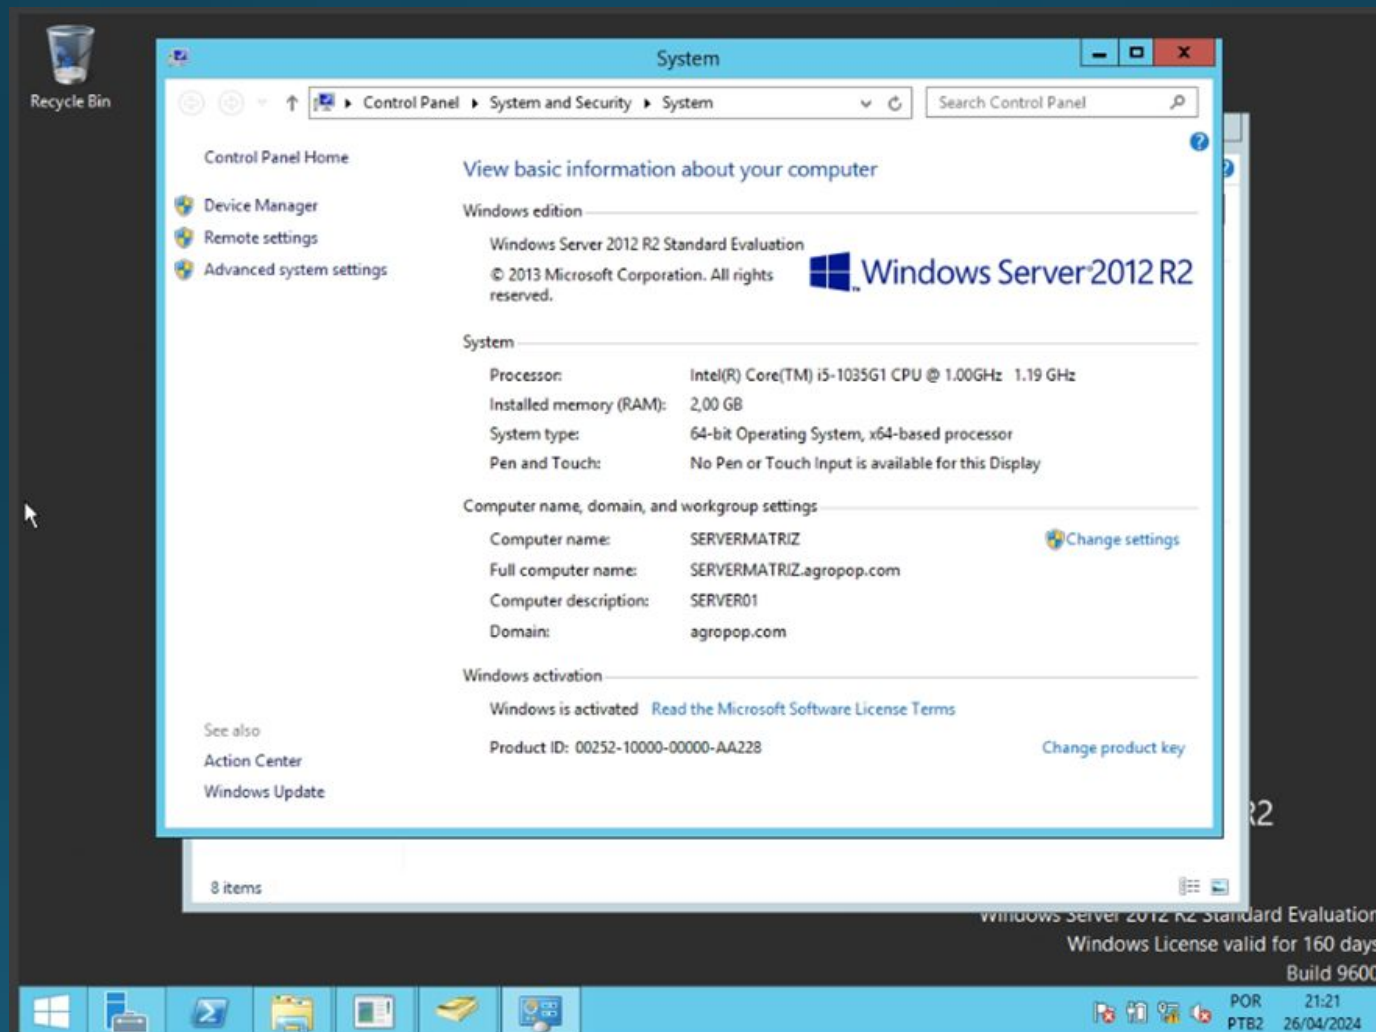 Recycle Bin
System
Control Panel System and Security System
Search Control Panel
Control Panel Home
Device Manager
Remote settings
Advanced system settings
See also
Action Center
Windows Update
View basic information about your computer
Windows edition
Windows Server 2012 R2 Standard Evaluation
© 2013 Microsoft Corporation. All rights
reserved.
Windows Server 2012 R2
System
Processor: Intel(R) Core(TM) i5-1035G1 CPU @ 1.00GHz 1.19 GHz
Installed memory (RAM): 2,00 GB
System type: 64-bit Operating System, x64-based processor
Pen and Touch: No Pen or Touch Input is available for this Display
Computer name, domain, and workgroup settings
Computer name: SERVERMATRIZ
Change settings
Full computer name: SERVERMATRIZ.agropop.com
Computer description: SERVER01
Domain: agropop.com
Windows activation
Windows is activated Read the Microsoft Software License Terms
Product ID: 00252-10000-00000-AA228
Change product key
R2
8 items
Windows Server 2012 R2 Standard Evaluation
Windows License valid for 160 days
Build 9600
POR
PTB2
21:21
26/04/2024